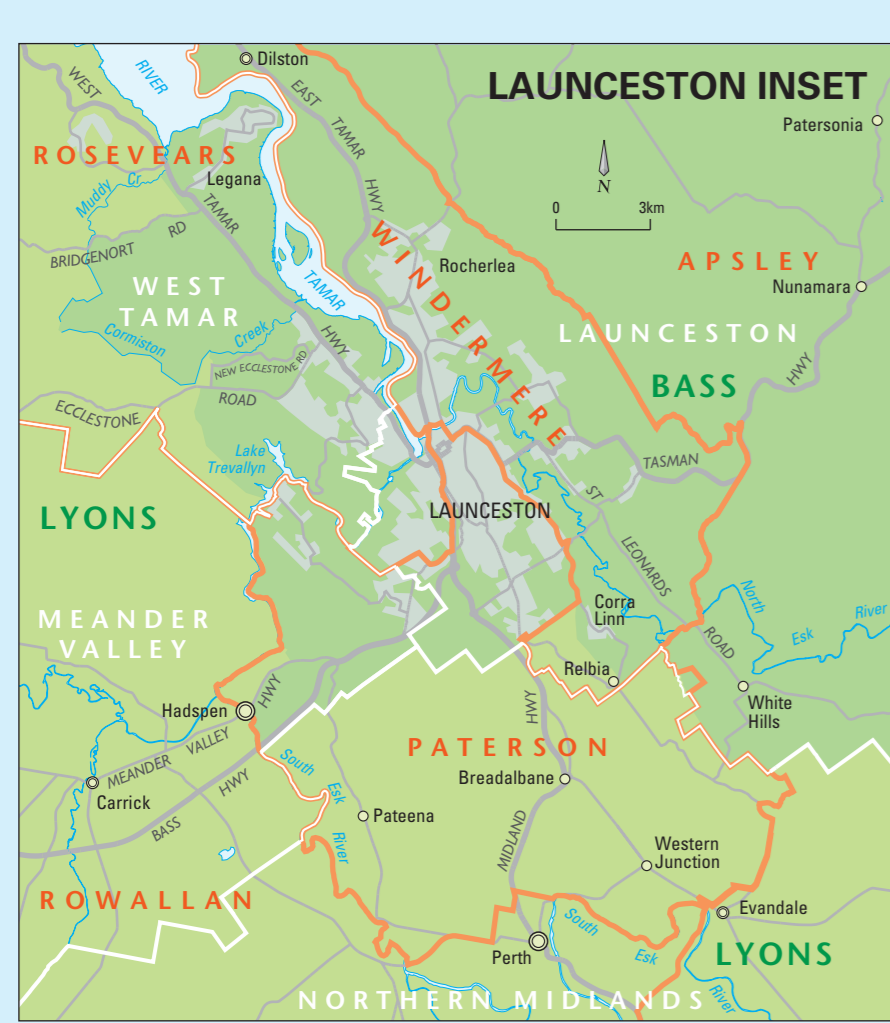 LAUNCESTON INSET
Dilston
RIVER
WEST
EAST
TAMAR
HWY
Patersonia
N
0 3km
ROSEVEARS
Legana
Muddy Cr
TAMAR
HWY
BRIDGENORT RD
WINDERMERE
Rocherlea
APSLEY
Nunamara
WEST
TAMAR
TAMAR
LAUNCESTON
BASS
HWY
Cormiston Creek
NEW ECCLESTONE RD
ECCLESTONE
ROAD
Lake
Trevallyn
TASMAN
LYONS
LAUNCESTON
ST
LEONARDS
ROAD
MEANDER
VALLEY
Corra
Linn
North
Esk
River
Relbia
White
Hills
Hadspen
HWY
MEANDER VALLEY
HWY
PATERSON
Breadalbane
South
Esk
River
Carrick
BASS
HWY
Pateena
MIDLAND
Western
Junction
ROWALLAN
Evandale
South
Esk
River
Perth
LYONS
NORTHERN MIDLANDS